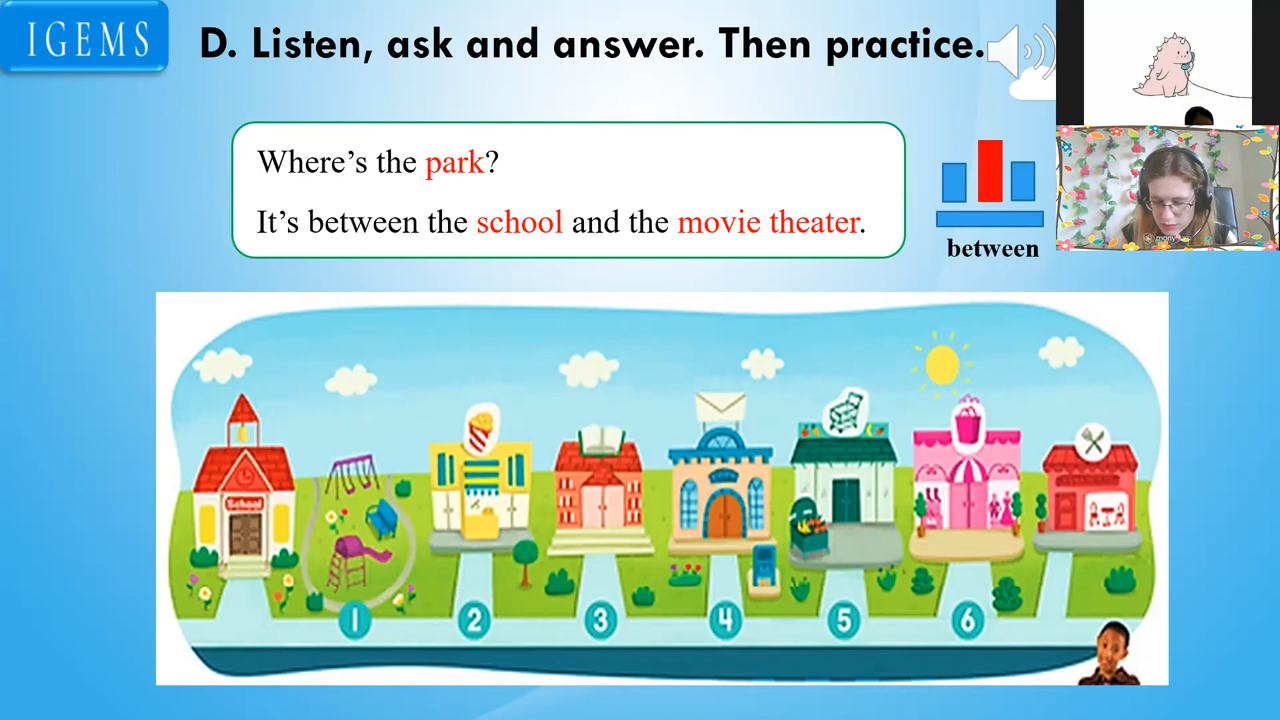 IGEMS
D. Listen, ask and answer. Then practice.
Where's the park?
It's between the school and the movie theater.
between
School
1
2
3
4
5
6